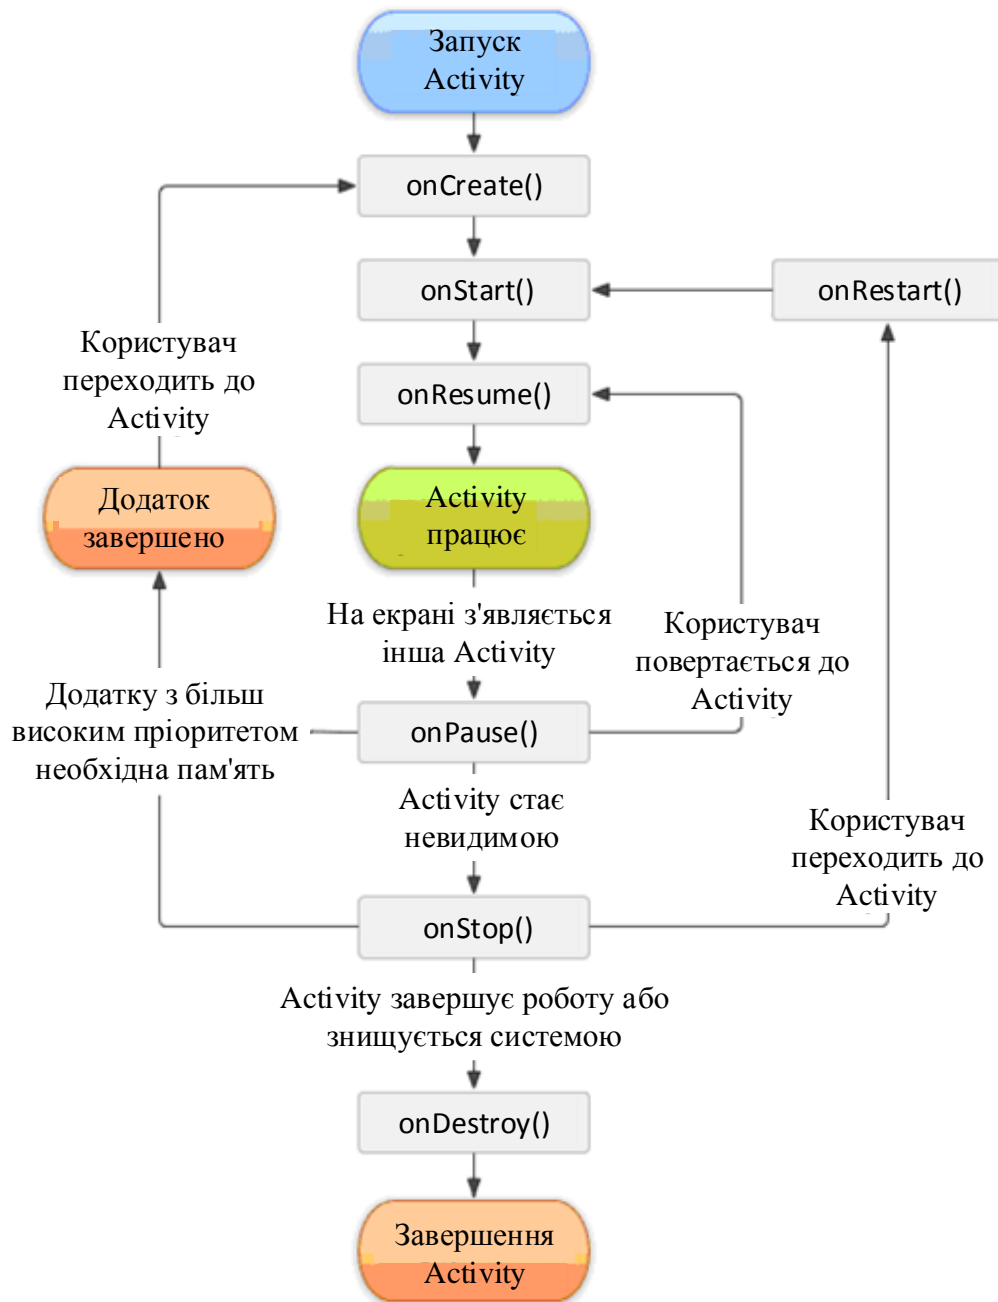 Запуск
Activity
onCreate()
onStart()
onRestart()
Користувач
переходить до
Activity
onResume()
Додаток
завершено
Activity
працює
На екрані з'являється
інша Activity
Користувач
повертається до
Activity
Додатку з більш
високим пріоритетом
необхідна пам'ять
onPause()
Activity стає
невидимою
Користувач
переходить до
Activity
onStop()
Activity завершує роботу або
знищується системою
onDestroy()
Завершення
Activity